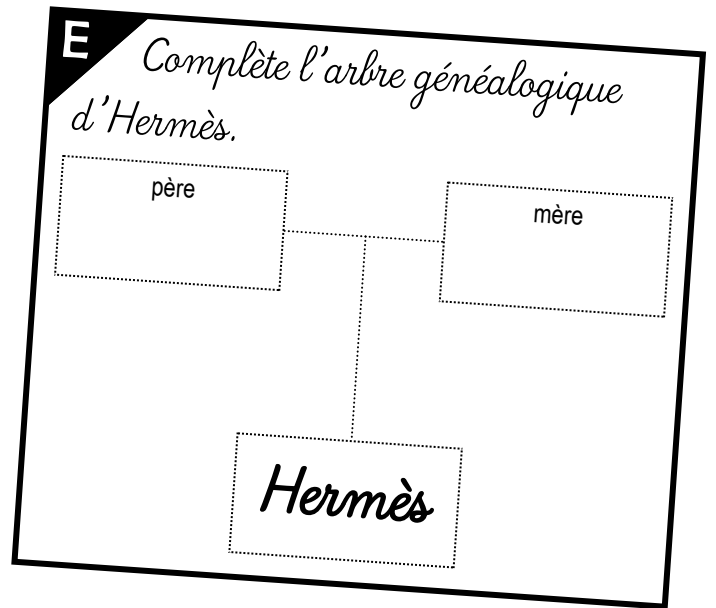 E
Complète l'arbre généalogique
d'Hermès.
père
mère
Hermès